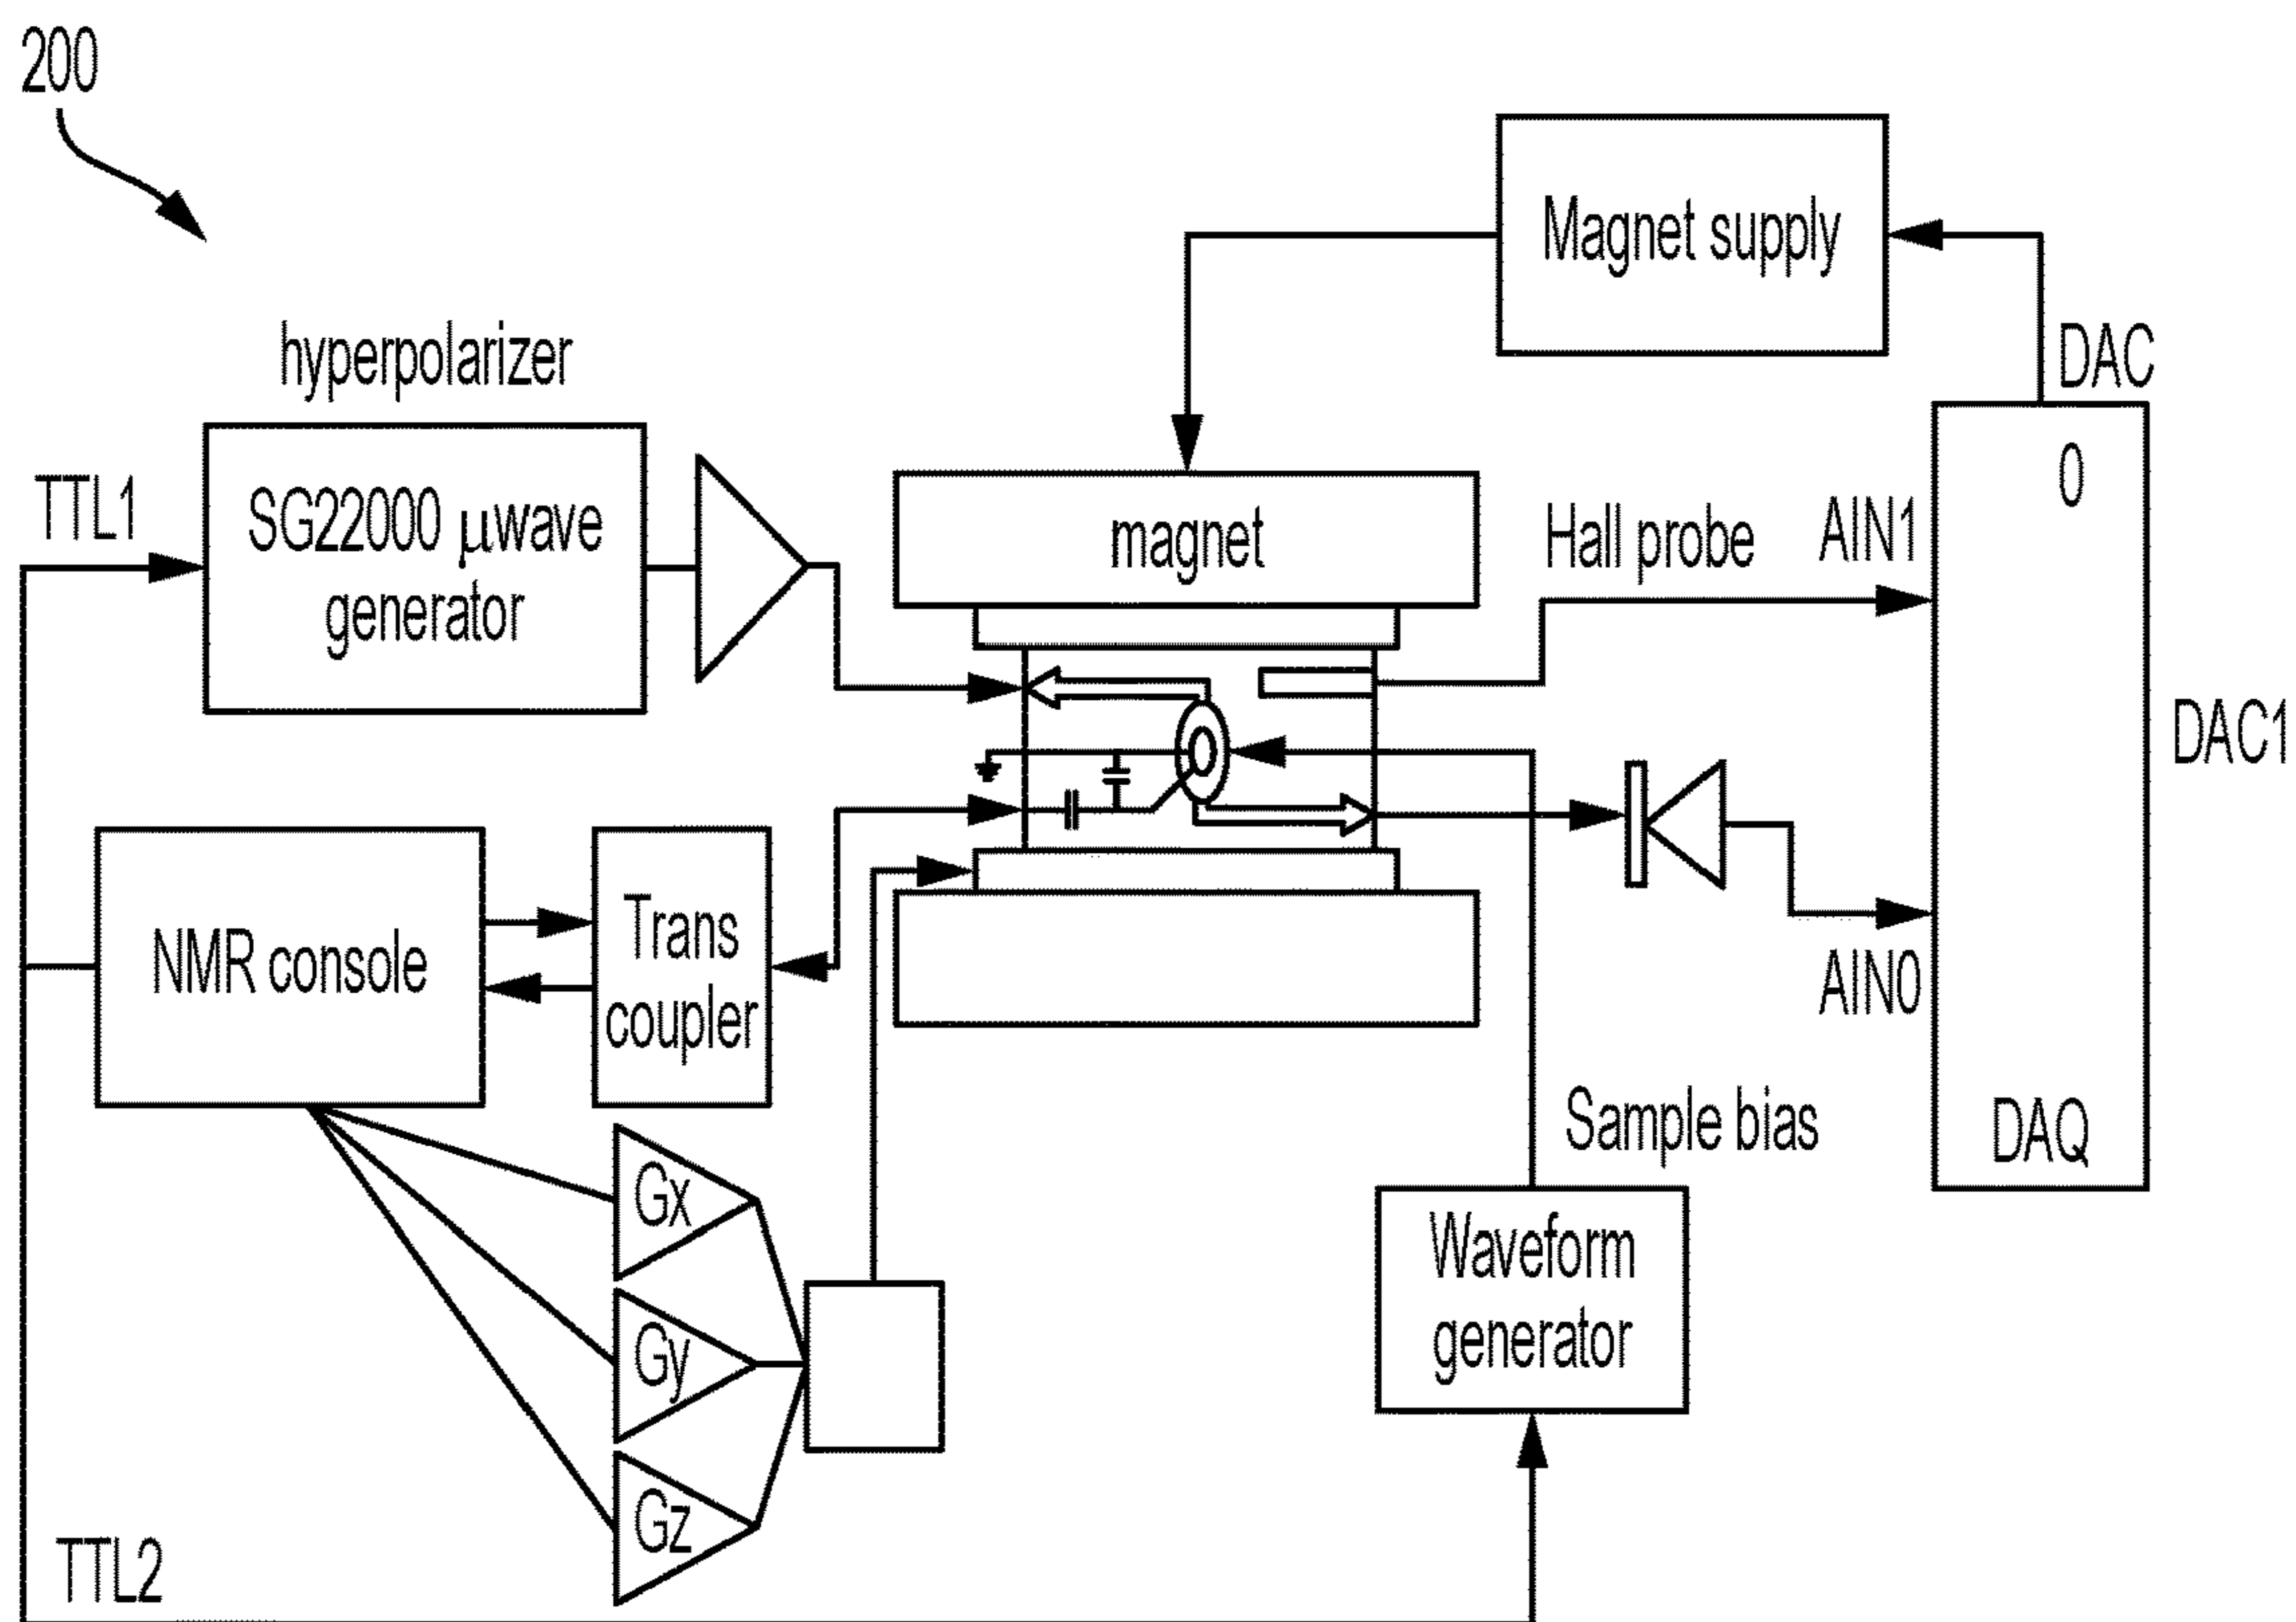 200
Magnet supply
hyperpolarizer
DAC
TTL1
SG22000 μwave
generator
magnet
Hall probe
AIN1
0
DAC1
NMR console
Trans
coupler
AIN0
Sample bias
DAQ
Gx
Gy
Gz
Waveform
generator
TTL2